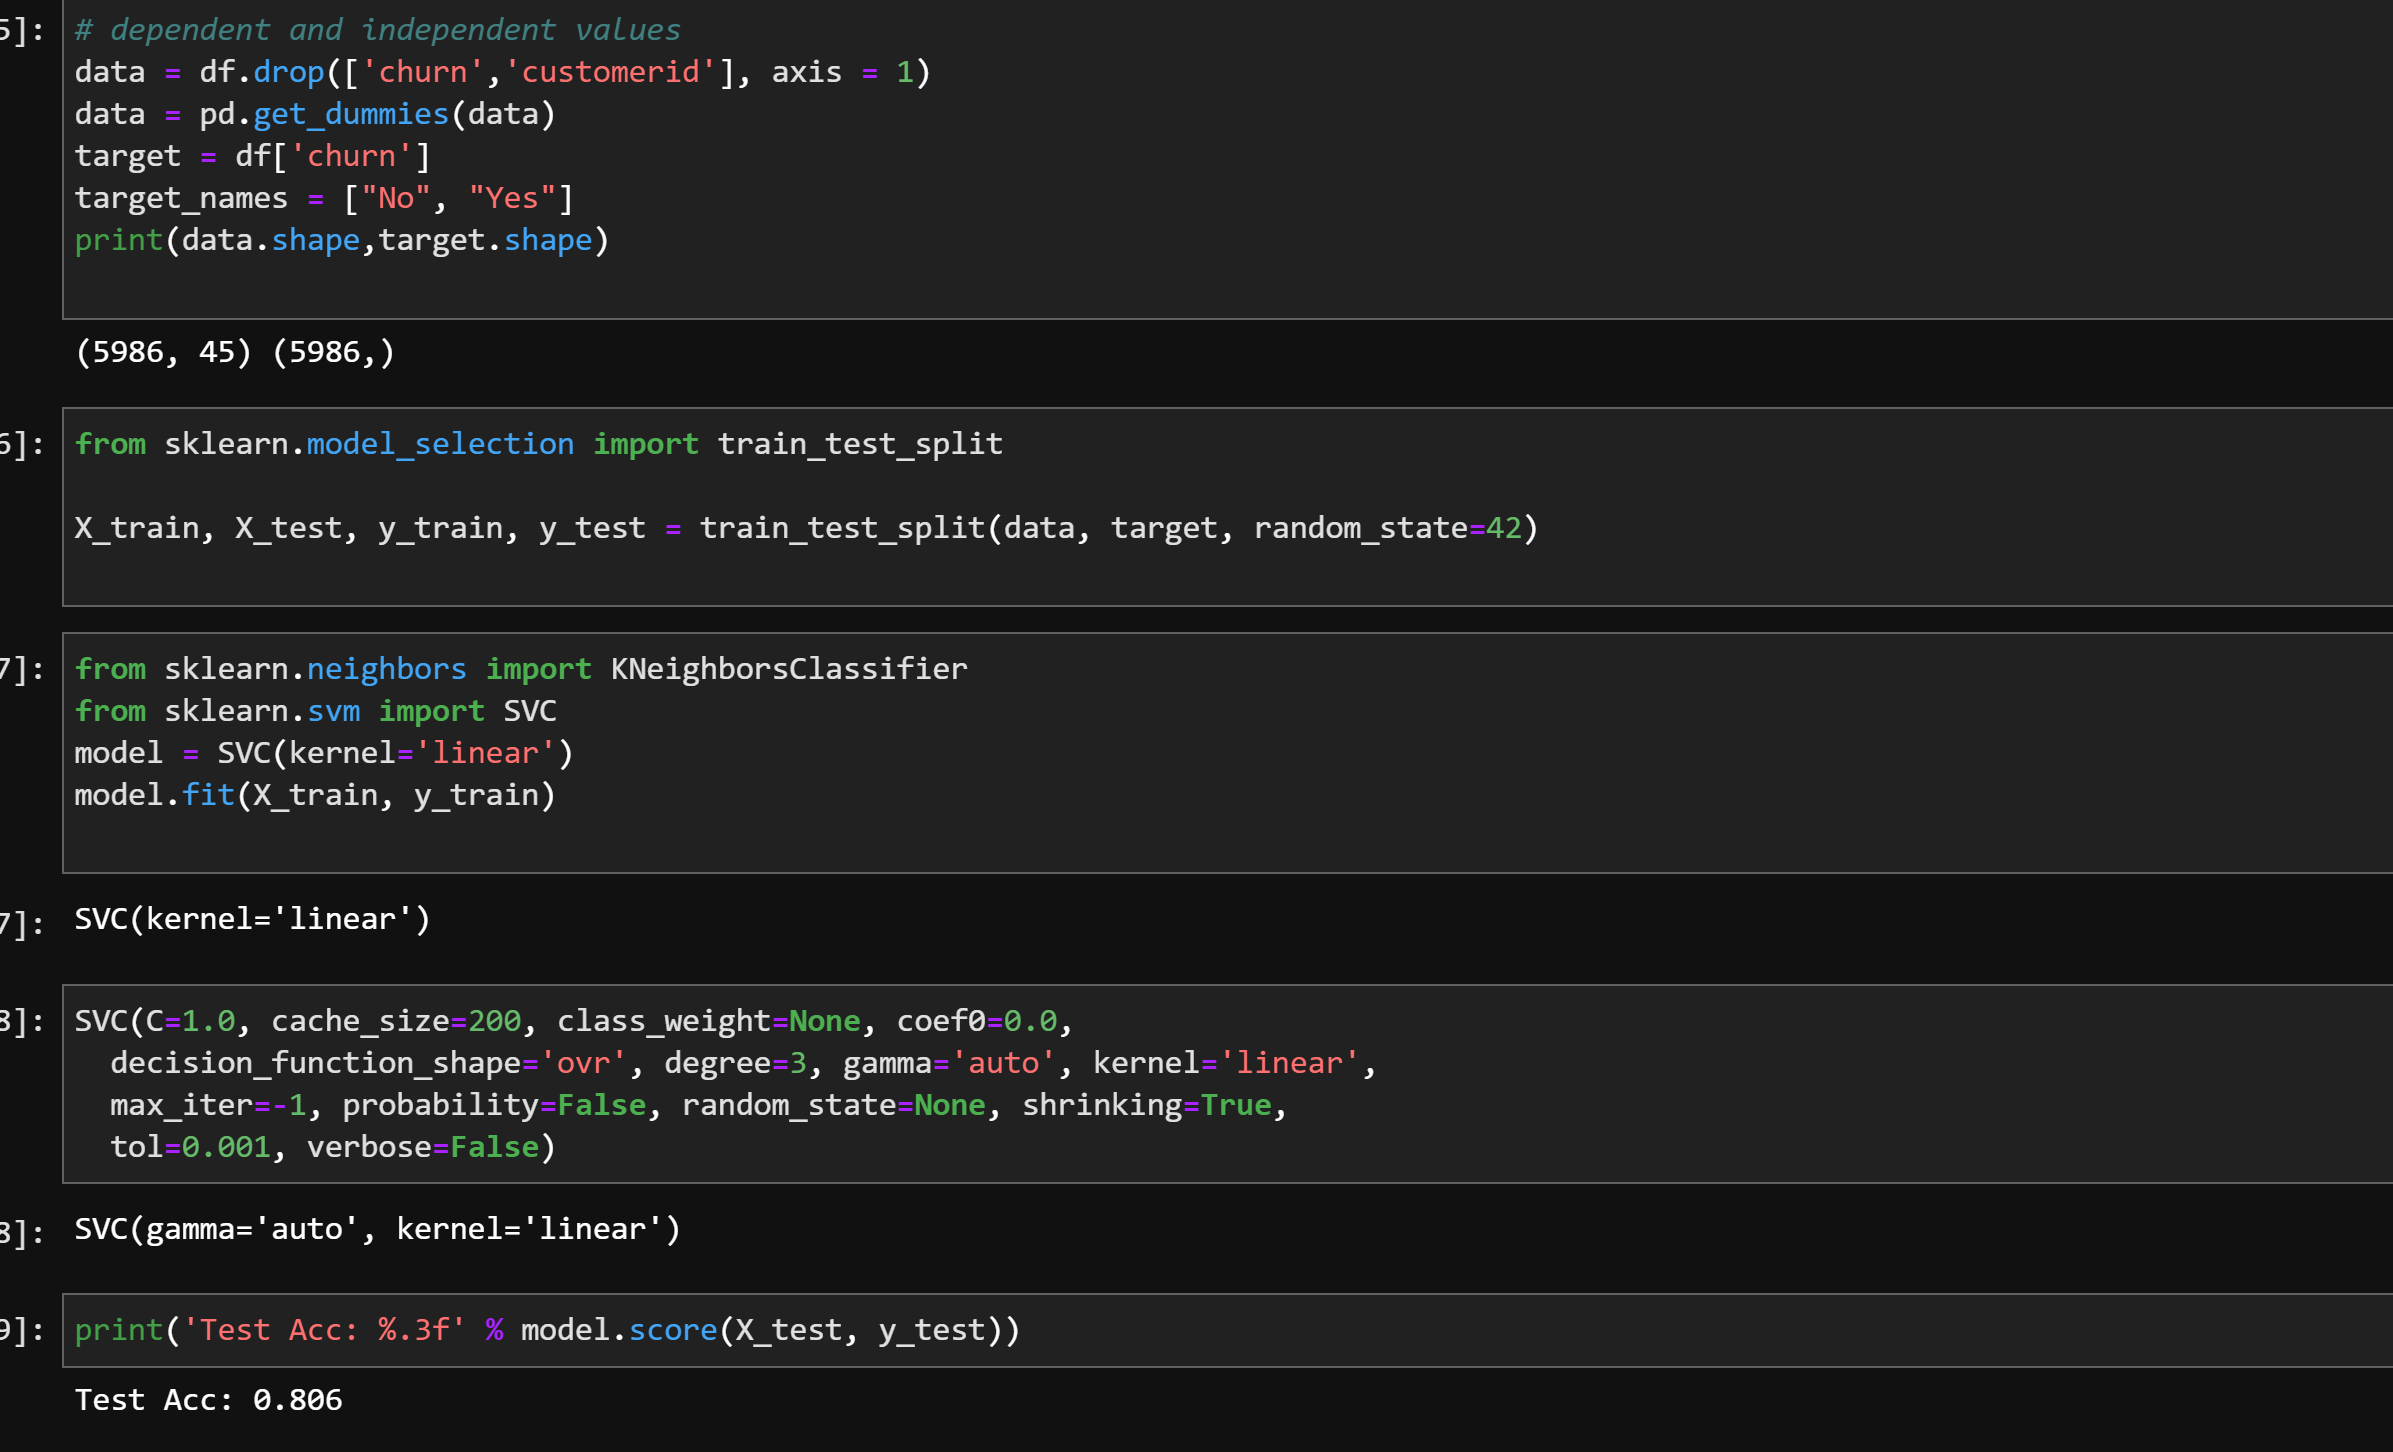 5]: # dependent and independent values
data = df.drop(['churn','customerid'], axis = 1)
data = pd.get_dummies(data)
target = df['churn']
target_names = ["No", "Yes"]
print(data.shape,target.shape)
(5986, 45) (5986,)
6]: from sklearn.model_selection import train_test_split
X_train, X_test, y_train, y_test = train_test_split(data, target, random_state=42)
7]: from sklearn.neighbors import KNeighborsClassifier
from sklearn.svm import SVC
model = SVC(kernel='linear')
model.fit(X_train, y_train)
7]: SVC(kernel='linear')
8]: SVC(C=1.0, cache_size=200, class_weight=None, coef0=0.0,
  decision_function_shape='ovr', degree=3, gamma='auto', kernel='linear',
  max_iter=-1, probability=False, random_state=None, shrinking=True,
  tol=0.001, verbose=False)
8]: SVC(gamma='auto', kernel='linear')
9]: print('Test Acc: %.3f' % model.score(X_test, y_test))
Test Acc: 0.806